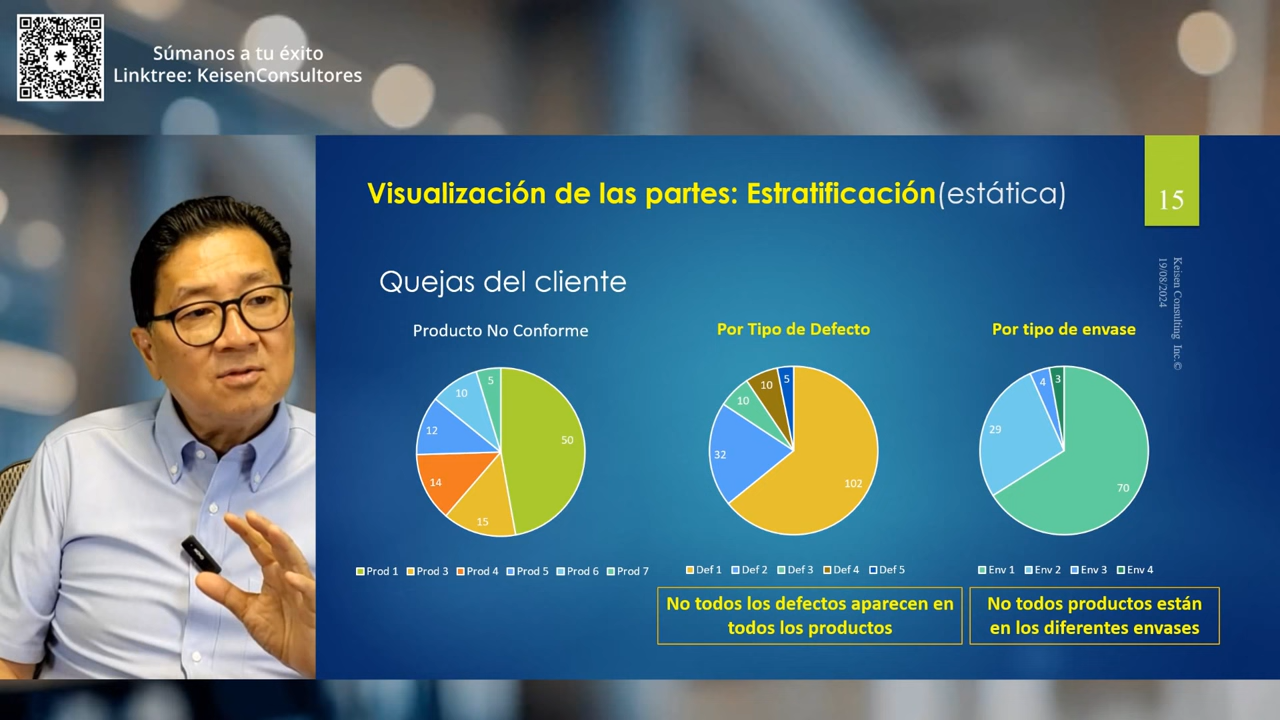 Súmanos a tu éxito
Linktree: KeisenConsultores
Visualización de las partes: Estratificación(estática)
15
Keisen Consulting Inc.©
19/08/2024
Quejas del cliente
Producto No Conforme
50
15
14
12
10
5
Prod 1 Prod 3 Prod 4 Prod 5 Prod 6 Prod 7
Por Tipo de Defecto
102
32
10
10
5
Def 1 Def 2 Def 3 Def 4 Def 5
No todos los defectos aparecen en
todos los productos
Por tipo de envase
70
29
4
3
Env 1 Env 2 Env 3 Env 4
No todos productos están
en los diferentes envases